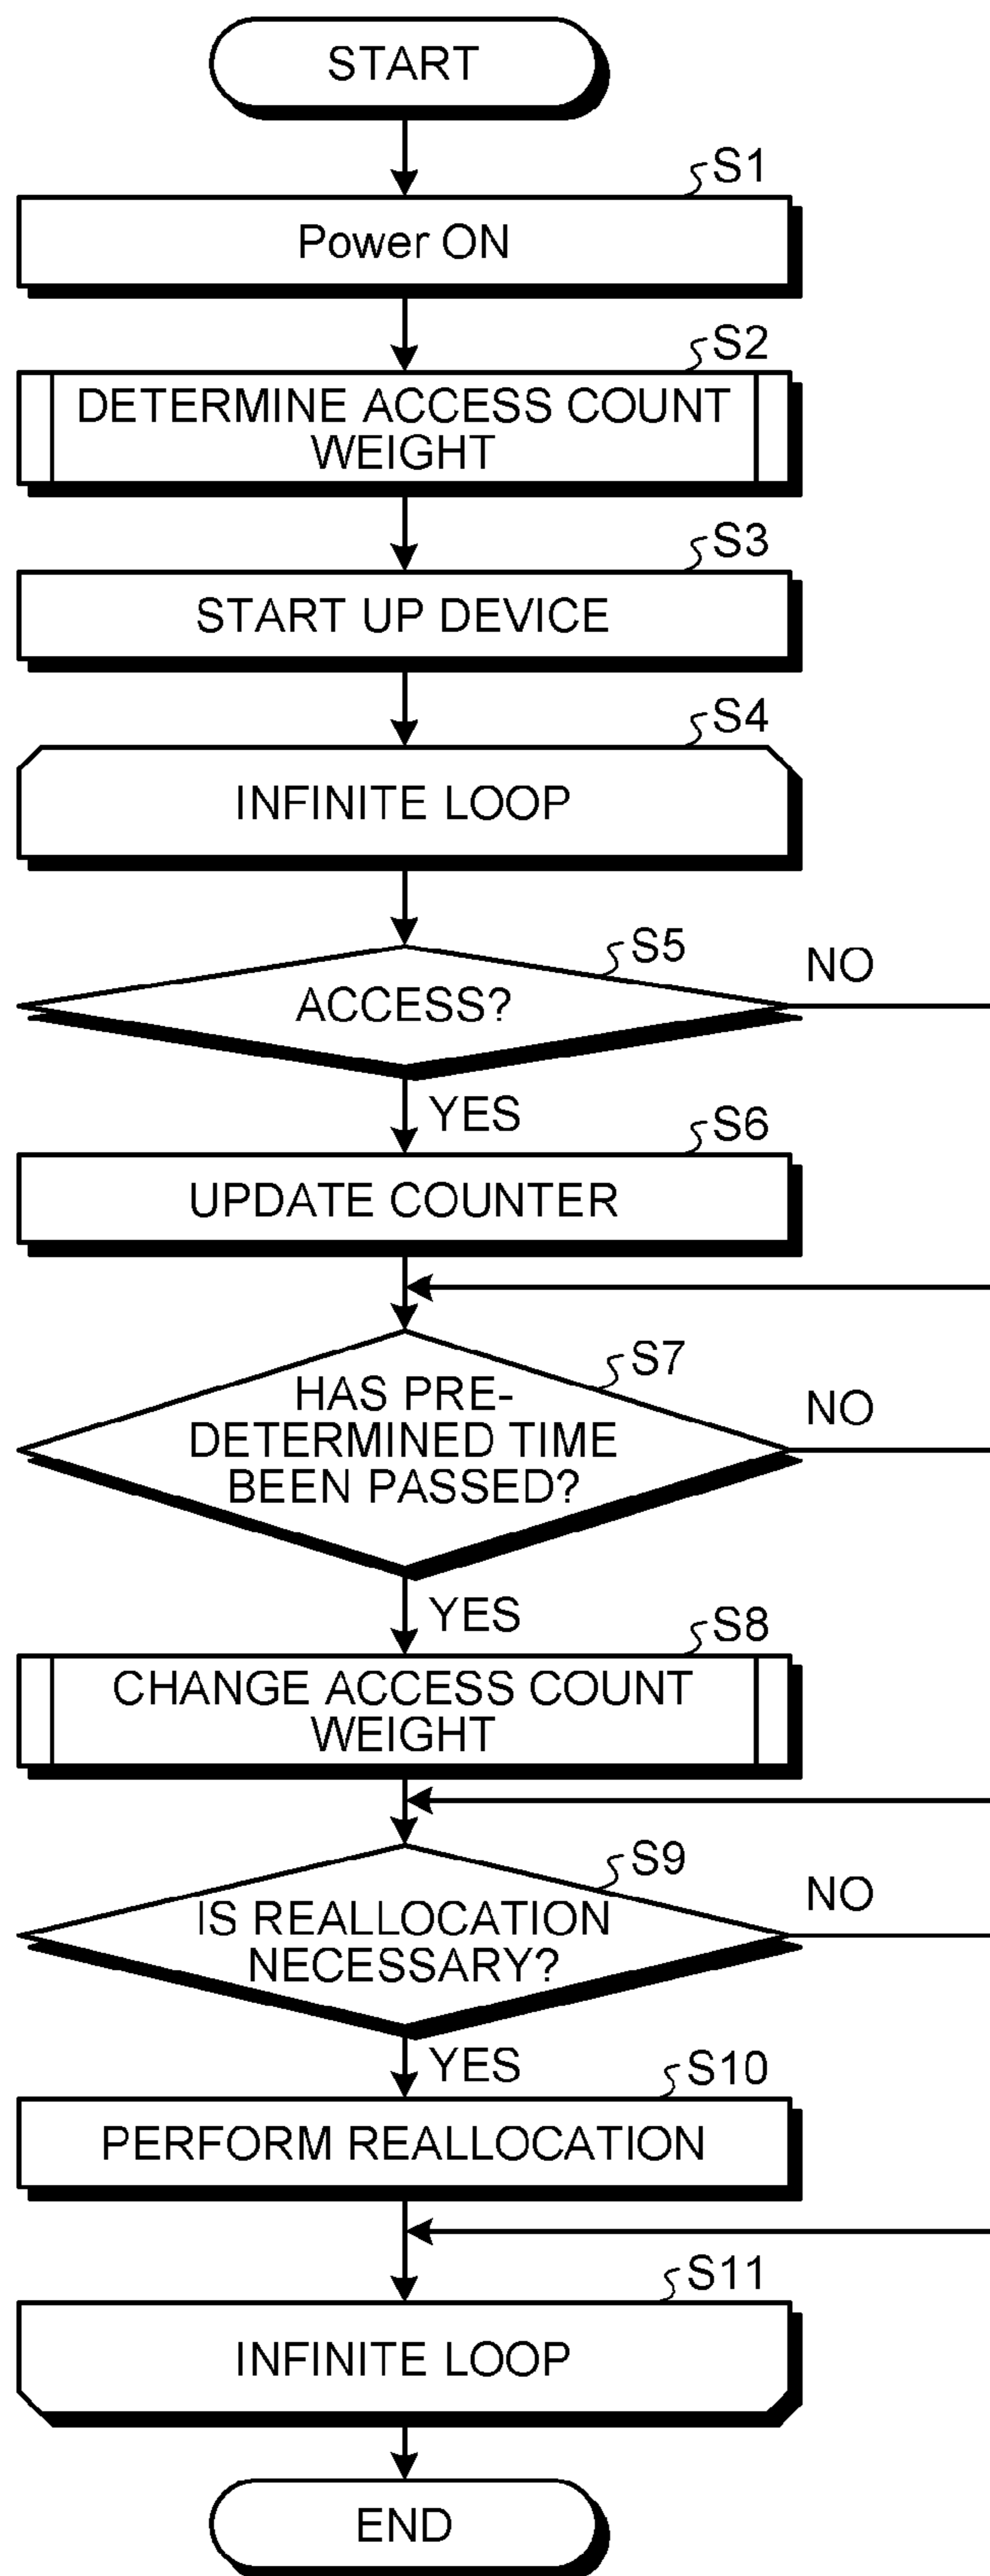 START
S1
Power ON
S2
DETERMINE ACCESS COUNT
WEIGHT
S3
START UP DEVICE
S4
INFINITE LOOP
S5
NO
ACCESS?
YES
S6
UPDATE COUNTER
S7
HAS PRE-
NO
DETERMINED TIME
BEEN PASSED?
YES
S8
CHANGE ACCESS COUNT
WEIGHT
S9
NO
IS REALLOCATION
NECESSARY?
YES
S10
PERFORM REALLOCATION
S11
INFINITE LOOP
END